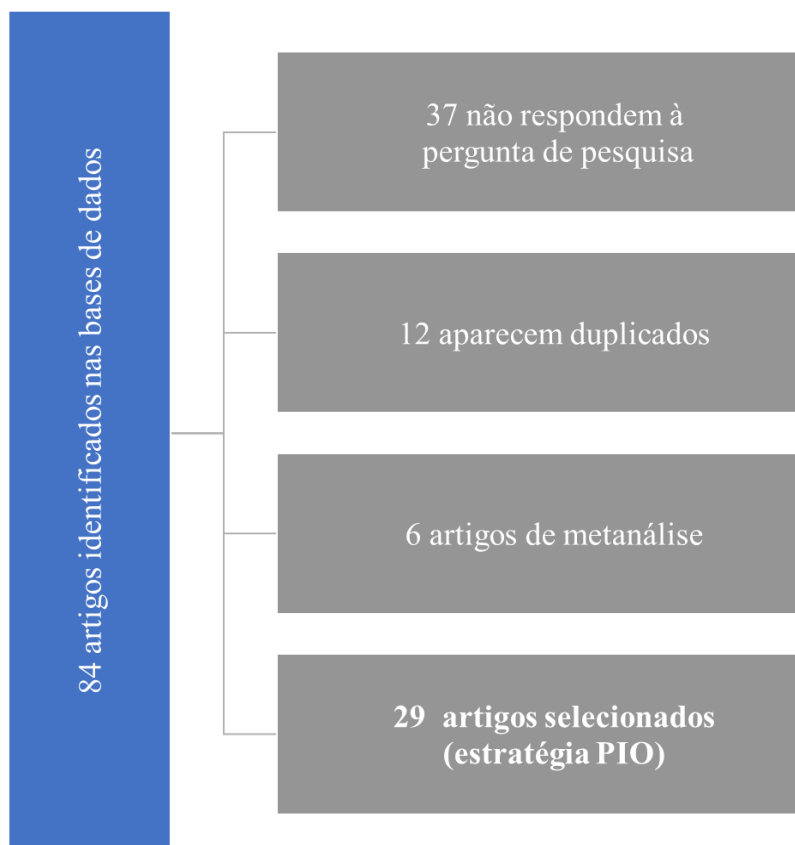 84 artigos identificados nas bases de dados
37 não respondem à
pergunta de pesquisa
12 aparecem duplicados
6 artigos de metanálise
29 artigos selecionados
(estratégia PIO)